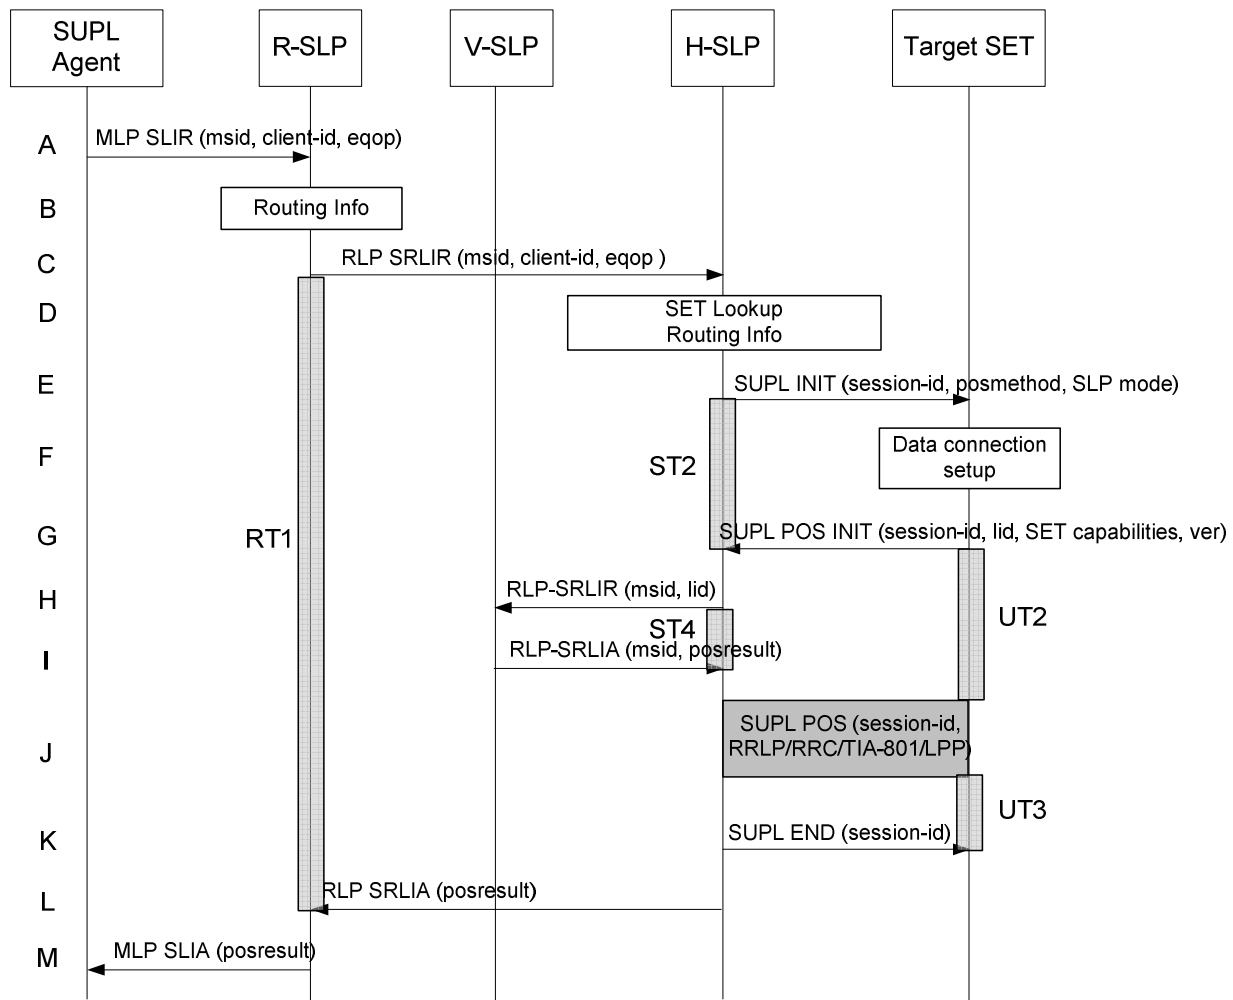 SUPL
Agent
R-SLP
V-SLP
H-SLP
Target SET
A
MLP SLIR (msid, client-id, eqop)
B
Routing Info
C
RLP SRLIR (msid, client-id, eqop )
D
SET Lookup
Routing Info
E
SUPL INIT (session-id, posmethod, SLP mode)
F
ST2
Data connection
setup
G
RT1
SUPL POS INIT (session-id, lid, SET capabilities, ver)
H
RLP-SRLIR (msid, lid)
ST4
UT2
I
RLP-SRLIA (msid, posresult)
J
SUPL POS (session-id,
RRLP/RRC/TIA-801/LPP)
UT3
K
SUPL END (session-id)
L
RLP SRLIA (posresult)
M
MLP SLIA (posresult)